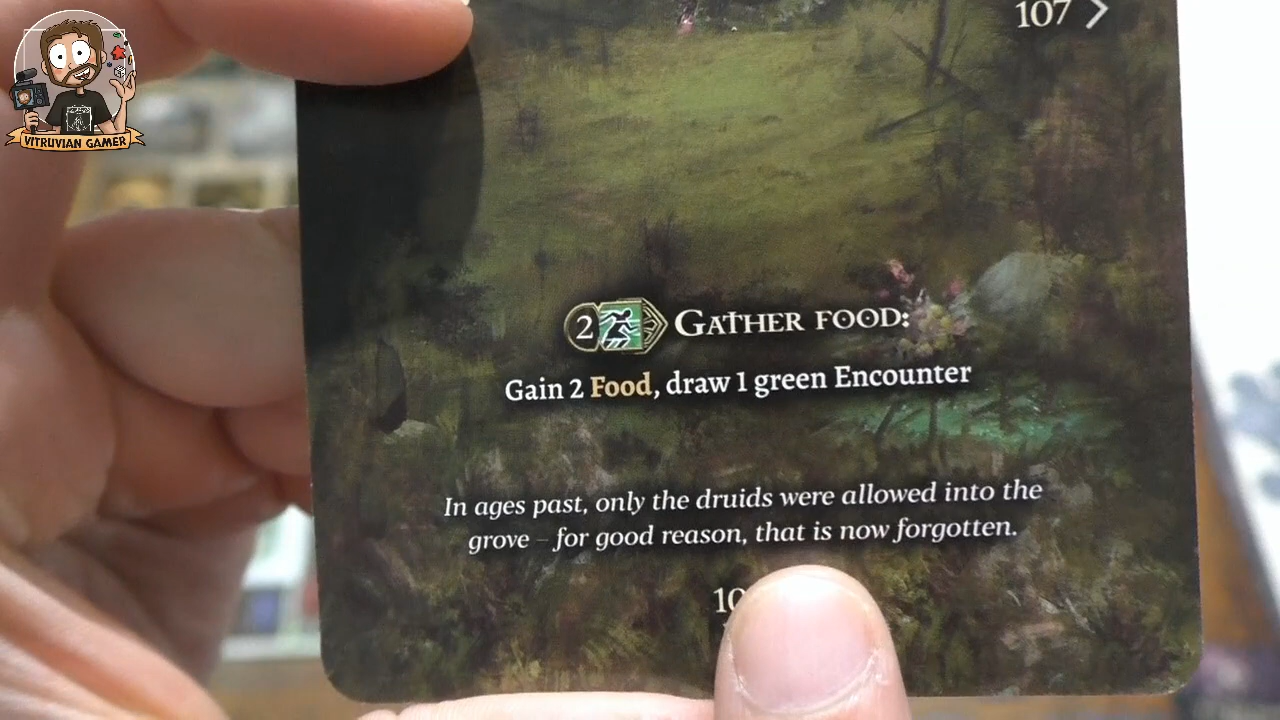 VITRUVIAN GAMER
107
2 GATHER FOOD:
Gain 2 Food, draw 1 green Encounter
In ages past, only the druids were allowed into the
grove – for good reason, that is now forgotten.